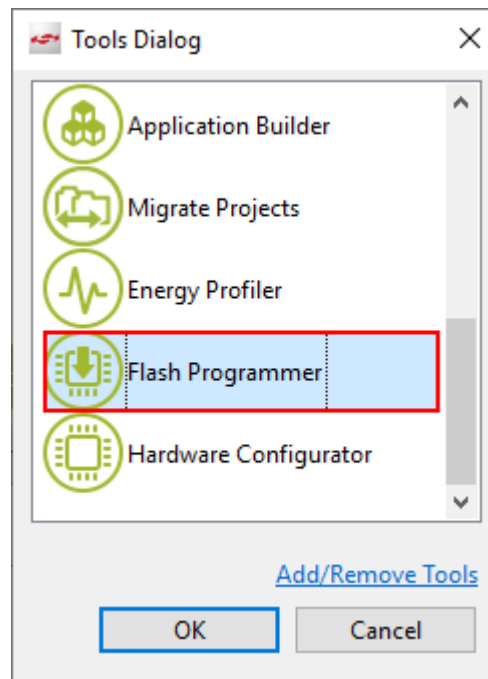 Tools Dialog
Application Builder
Migrate Projects
Energy Profiler
Flash Programmer
Hardware Configurator
Add/Remove Tools
OK
Cancel